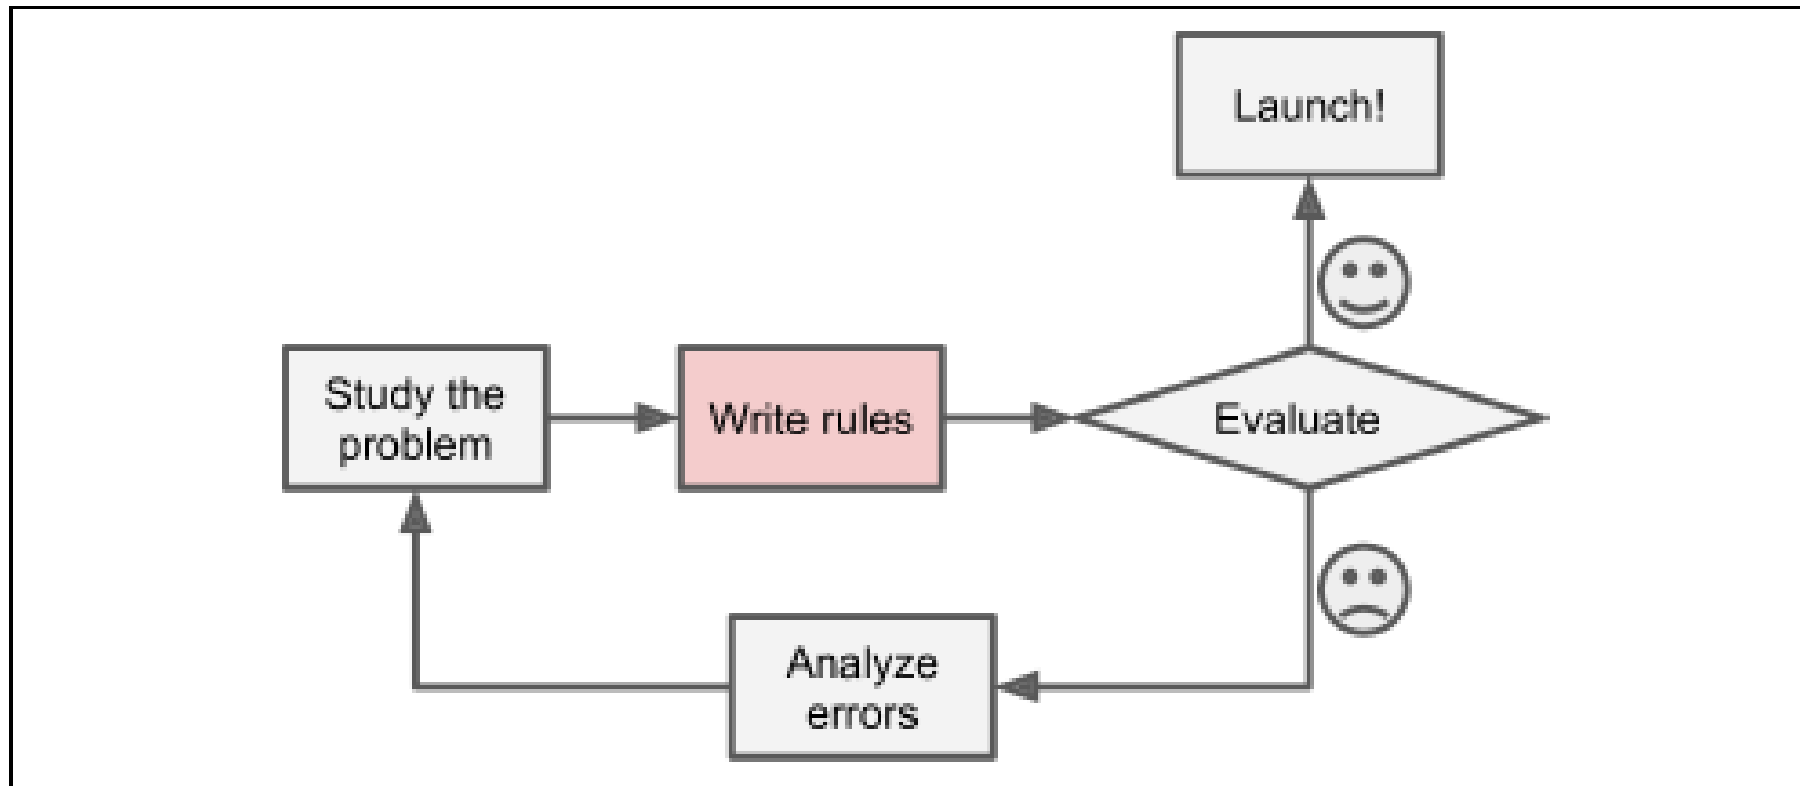 Launch!
Study the
problem
Write rules
Evaluate
Analyze
errors